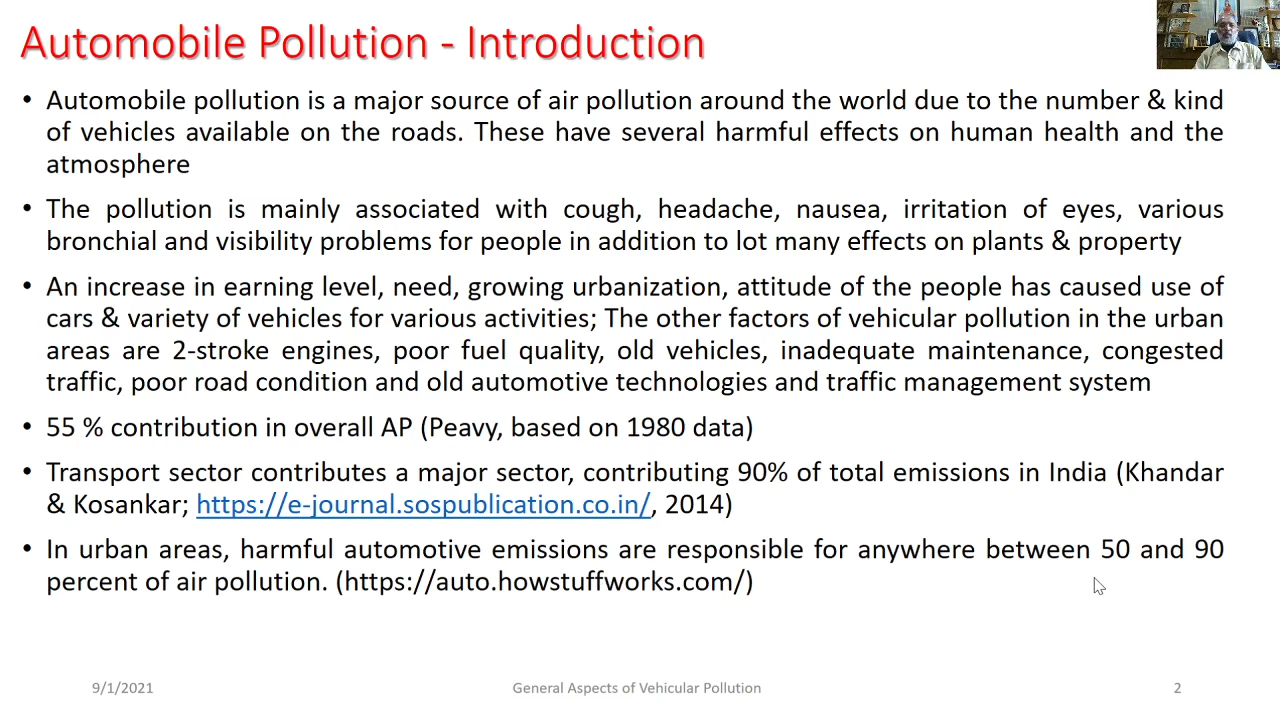 Automobile Pollution - Introduction
• Automobile pollution is a major source of air pollution around the world due to the number & kind
of vehicles available on the roads. These have several harmful effects on human health and the
atmosphere
• The pollution is mainly associated with cough, headache, nausea, irritation of eyes, various
bronchial and visibility problems for people in addition to lot many effects on plants & property
• An increase in earning level, need, growing urbanization, attitude of the people has caused use of
cars & variety of vehicles for various activities; The other factors of vehicular pollution in the urban
areas are 2-stroke engines, poor fuel quality, old vehicles, inadequate maintenance, congested
traffic, poor road condition and old automotive technologies and traffic management system
• 55 % contribution in overall AP (Peavy, based on 1980 data)
• Transport sector contributes a major sector, contributing 90% of total emissions in India (Khandar
& Kosankar; https://e-journal.sospublication.co.in/, 2014)
• In urban areas, harmful automotive emissions are responsible for anywhere between 50 and 90
percent of air pollution. (https://auto.howstuffworks.com/)
9/1/2021
General Aspects of Vehicular Pollution
2